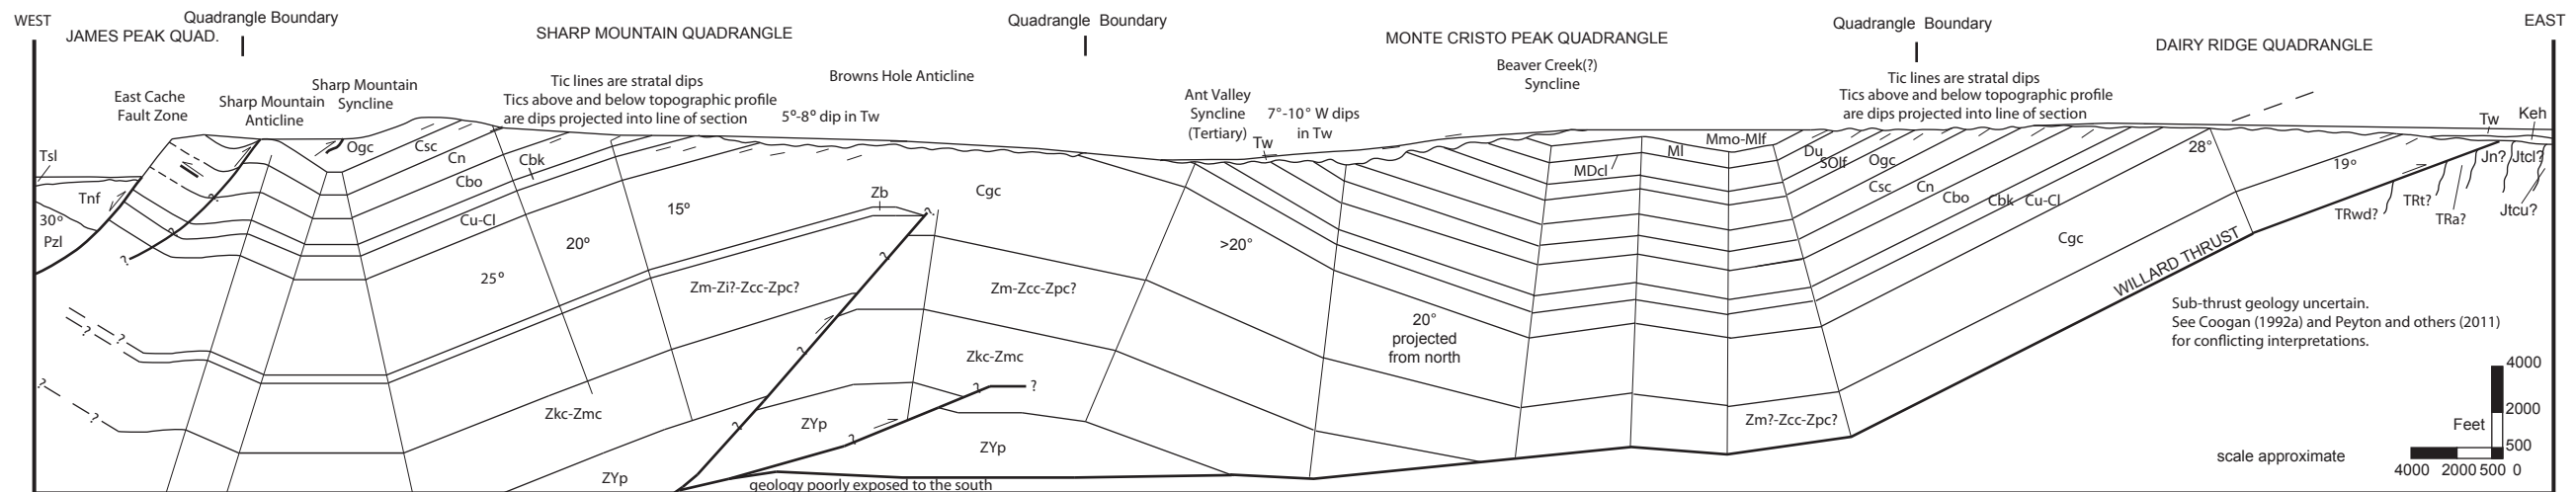 WEST
JAMES PEAK QUAD.
Quadrangle Boundary
SHARP MOUNTAIN QUADRANGLE
Quadrangle Boundary
MONTE CRISTO PEAK QUADRANGLE
Quadrangle Boundary
DAIRY RIDGE QUADRANGLE
EAST
East Cache
Fault Zone
Sharp Mountain
Anticline
Sharp Mountain
Syncline
Tic lines are stratal dips
Tics above and below topographic profile
are dips projected into line of section
Browns Hole Anticline
5º-8º dip in Tw
Ant Valley
Syncline
(Tertiary)
7°-10° W dips
in Tw
Tw
Beaver Creek(?)
Syncline
Tic lines are stratal dips
Tics above and below topographic profile
are dips projected into line of section
Tw
Keh
Tsl
Tnf
30º
Pzl
Ogc
Csc
Cn
Cbo
Cbk
Cu-Cl
25º
20º
15º
Zb
Cgc
>20°
Zm-Zi?-Zcc-Zpc?
Zm-Zcc-Zpc?
Zkc-Zmc
Zkc-Zmc
ZYp
ZYp
ZYp
?
?
?
?
?
?
?
?
?
?
?
?
?
?
geology poorly exposed to the south
20°
projected
from north
MDcl
Ml
Mmo-Mlf
Du
SOlf
Ogc
Csc
Cn
Cbo
Cbk
Cu-Cl
Cgc
Zm?-Zcc-Zpc?
28°
19º
WILLARD THRUST
TRwd?
TRt?
TRa?
Jn?
Jtcl?
Jtcu?
Sub-thrust geology uncertain.
See Coogan (1992a) and Peyton and others (2011)
for conflicting interpretations.
4000
2000
Feet
500
scale approximate
4000 2000 500 0